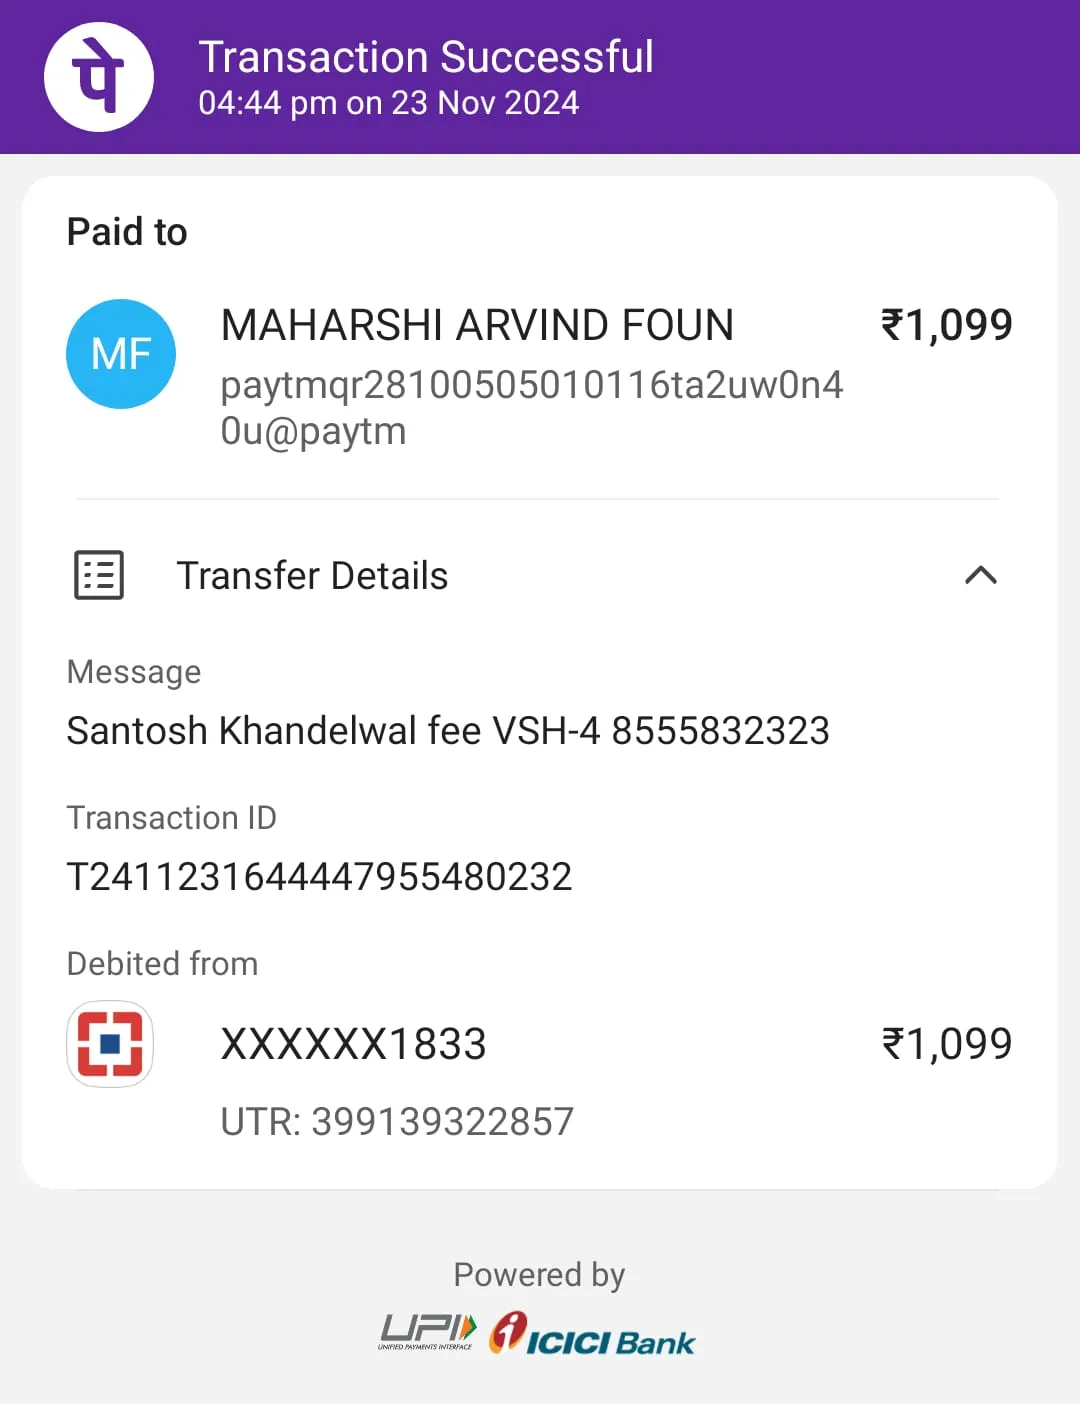 पे
Transaction Successful
04:44 pm on 23 Nov 2024
Paid to
MF
MAHARSHI ARVIND FOUN
₹1,099
paytmqr28100505010116ta2uw0n4
0u@paytm
Transfer Details
Message
Santosh Khandelwal fee VSH-4 8555832323
Transaction ID
T2411231644447955480232
Debited from
XXXXXX1833
₹1,099
UTR: 399139322857
Powered by
UPI
UNIFIED PAYMENTS INTERFACE
ICICI Bank